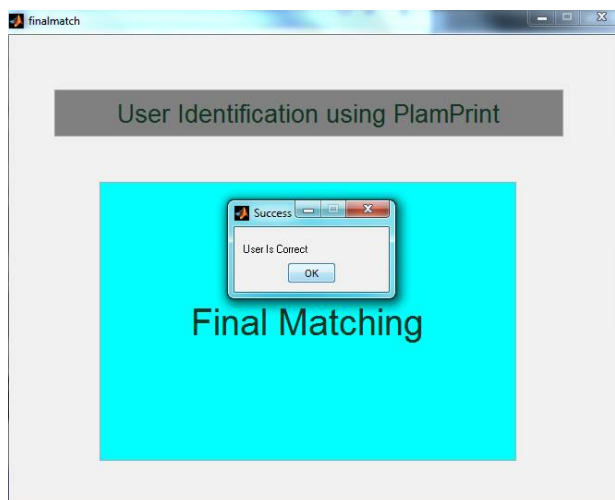 finalmatch
User Identification using PlamPrint
Success
User Is Correct
OK
Final Matching